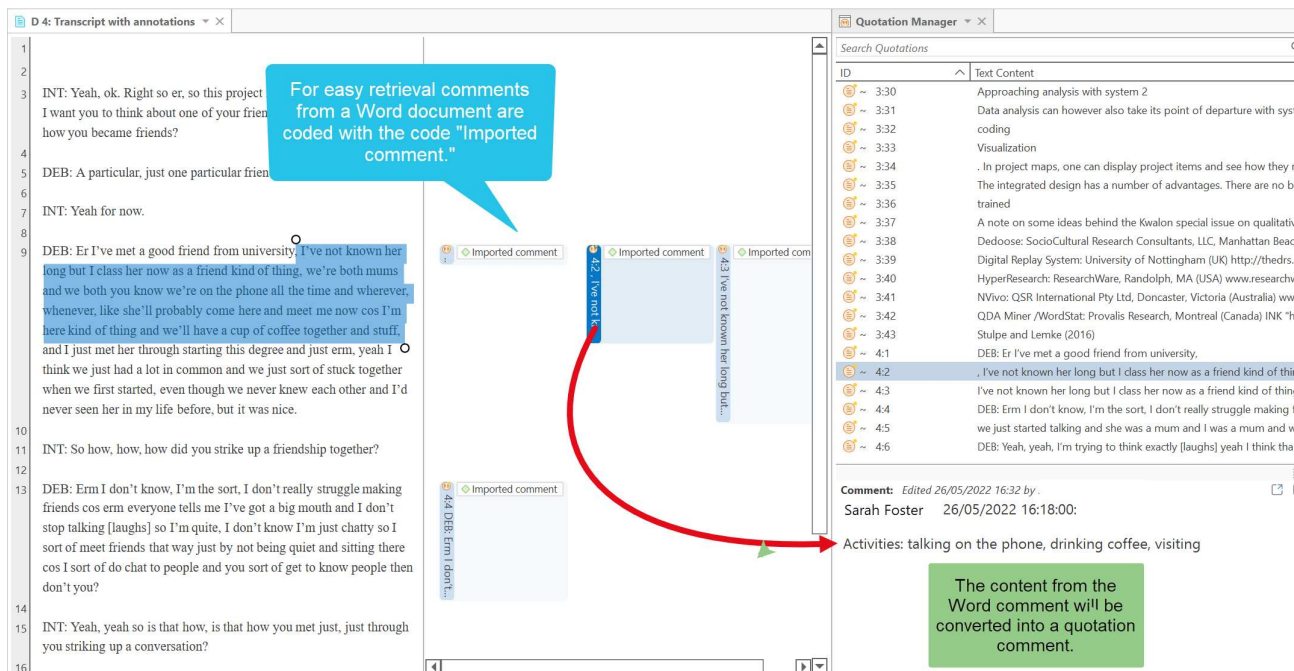 D 4: Transcript with annotations
1
2
3 INT: Yeah, ok. Right so er, so this project
I want you to think about one of your
how you became friends?
4
5 DEB: A particular, just one particular
6
7 INT: Yeah for now.
8
9 DEB: Er I've met a good friend from university, I've not known her
long but I class her now as a friend kind of thing, we're both mums
and we both you know we're on the phone all the time and wherever,
whenever, like she'll probably come here and meet me now cos I'm
here kind of thing and we'll have a cup of coffee together and stuff,
and I just met her through starting this degree and just erm, yeah I
think we just had a lot in common and we just sort of stuck together
when we first started, even though we never knew each other and I'd
never seen her in my life before, but it was nice.
10
11 INT: So how, how, how did you strike up a friendship together?
12
13 DEB: Erm I don't know, I'm the sort, I don't really struggle making
friends cos erm everyone tells me I've got a big mouth and I don't
stop talking [laughs] so I'm quite, I don't know I'm just chatty so I
sort of meet friends that way just by not being quiet and sitting there
cos I sort of do chat to people and you sort of get to know people then
don't you?
14
15 INT: Yeah, yeah so is that how, is that how you met just, just through
you striking up a conversation?
16
For easy retrieval comments
from a Word document are
coded with the code "Imported
comment."
Imported comment
4:2 , I've not k...
Imported comment
4:3 I've not known her long but...
Imported com
4:4 DEB: Erm I don't...
Imported comment
Quotation Manager
Search Quotations
ID Text Content
~ 3:30 Approaching analysis with system 2
~ 3:31 Data analysis can however also take its point of departure with sys
~ 3:32 coding
~ 3:33 Visualization
~ 3:34 . In project maps, one can display project items and see how they
~ 3:35 The integrated design has a number of advantages. There are no b
~ 3:36 trained
~ 3:37 A note on some ideas behind the Kwalon special issue on qualitativ
~ 3:38 Dedoose: SocioCultural Research Consultants, LLC, Manhattan Beac
~ 3:39 Digital Replay System: University of Nottingham (UK) http://thedrs.
~ 3:40 HyperResearch: ResearchWare, Randolph, MA (USA) www.researchw
~ 3:41 NVivo: QSR International Pty Ltd, Doncaster, Victoria (Australia) ww
~ 3:42 QDA Miner /WordStat: Provalis Research, Montreal (Canada) INK "h
~ 3:43 Stulpe and Lemke (2016)
~ 4:1 DEB: Er I've met a good friend from university,
~ 4:2 , I've not known her long but I class her now as a friend kind of thi
~ 4:3 I've not known her long but I class her now as a friend kind of thing
~ 4:4 DEB: Erm I don't know, I'm the sort, I don't really struggle making
~ 4:5 we just started talking and she was a mum and I was a mum and w
~ 4:6 DEB: Yeah, yeah, I'm trying to think exactly [laughs] yeah I think tha
Comment: Edited 26/05/2022 16:32 by .
Sarah Foster 26/05/2022 16:18:00:
Activities: talking on the phone, drinking coffee, visiting
The content from the
Word comment will be
converted into a quotation
comment.